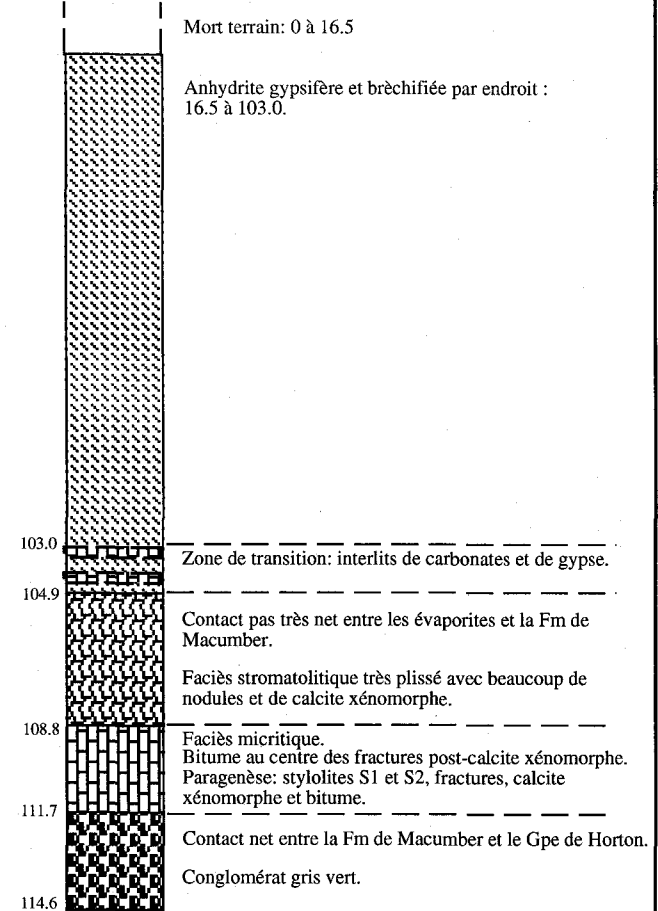 Mort terrain: 0 à 16.5
Anhydrite gypsifère et brèchifiée par endroit :
16.5 à 103.0.
103.0
Zone de transition: interlits de carbonates et de gypse.
104.9
Contact pas très net entre les évaporites et la Fm de
Macumber.
Faciès stromatolitique très plissé avec beaucoup de
nodules et de calcite xénomorphe.
108.8
Faciès micritique.
Bitume au centre des fractures post-calcite xénomorphe.
Paragenèse: stylolites S1 et S2, fractures, calcite
xénomorphe et bitume.
111.7
Contact net entre la Fm de Macumber et le Gpe de Horton.
Conglomérat gris vert.
114.6